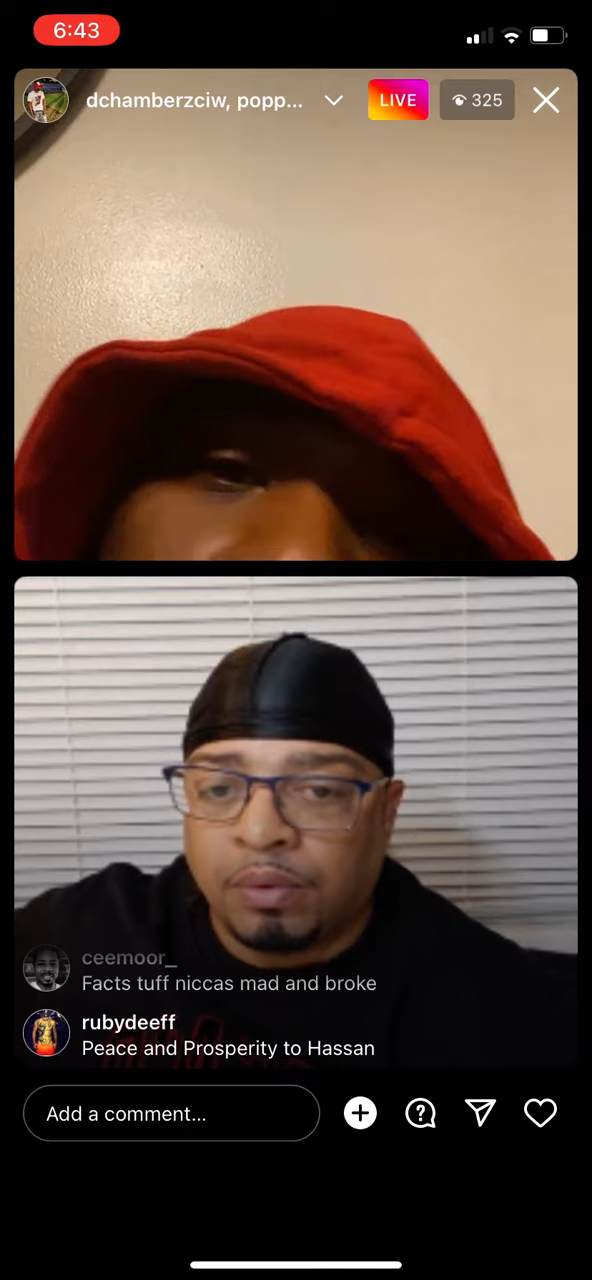 6:43
dchamberzciw, popp...
LIVE
325
ceemoor_
Facts tuff niccas mad and broke
rubydeeff
Peace and Prosperity to Hassan
Add a comment...